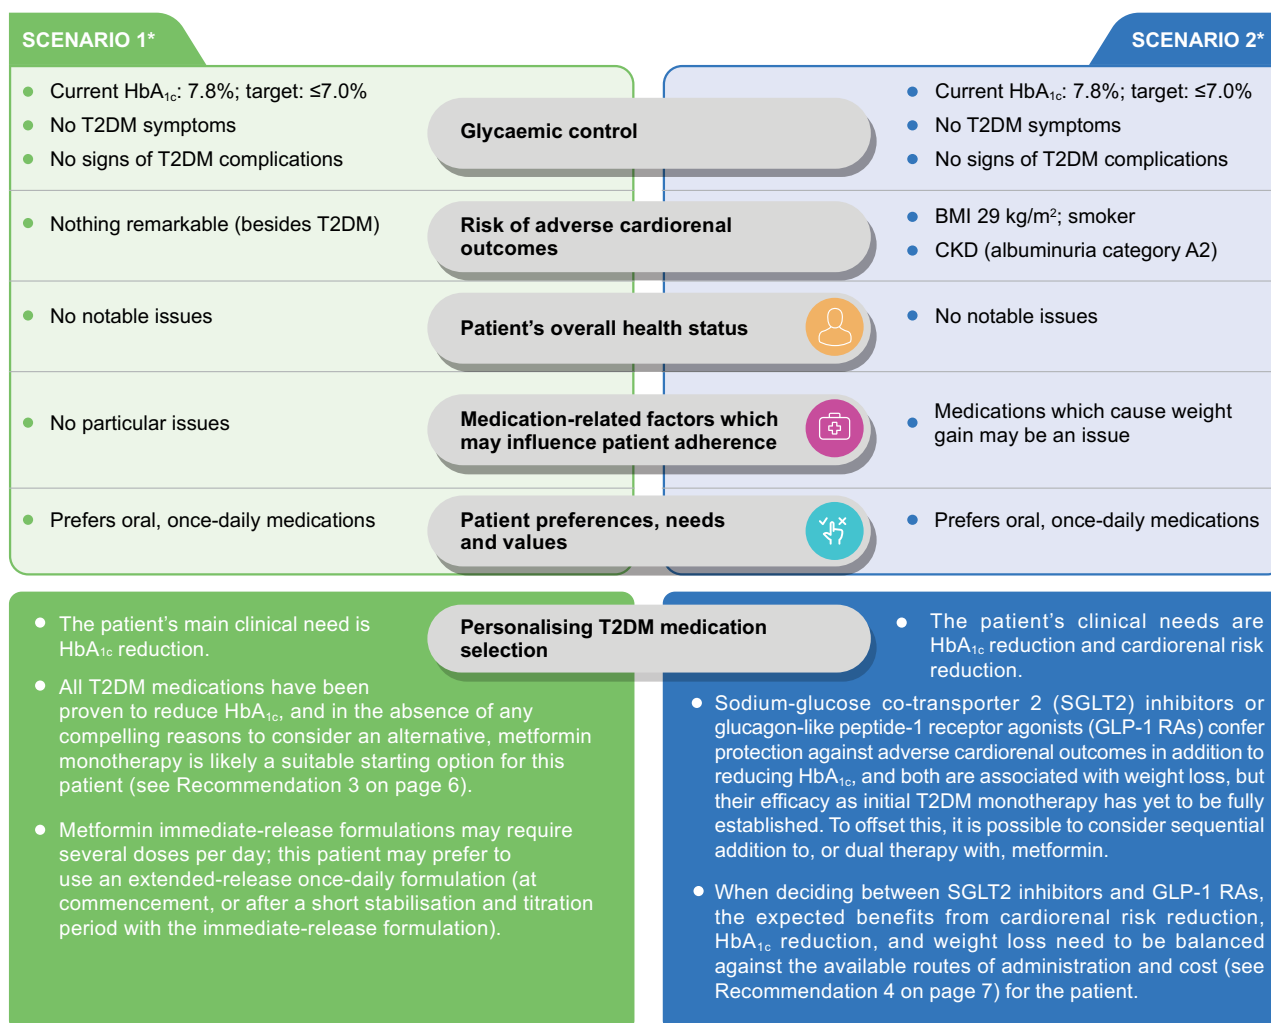 SCENARIO 1*
SCENARIO 2*
Current HbA1c: 7.8%; target: ≤7.0%
No T2DM symptoms
No signs of T2DM complications
Glycaemic control
Current HbA1c: 7.8%; target: ≤7.0%
No T2DM symptoms
No signs of T2DM complications
Nothing remarkable (besides T2DM)
Risk of adverse cardiorenal
outcomes
BMI 29 kg/m²; smoker
CKD (albuminuria category A2)
No notable issues
Patient’s overall health status
No notable issues
No particular issues
Medication-related factors which
may influence patient adherence
Medications which cause weight
gain may be an issue
Prefers oral, once-daily medications
Patient preferences, needs
and values
Prefers oral, once-daily medications
Personalising T2DM medication
selection
The patient’s main clinical need is
HbA1c reduction.
All T2DM medications have been
proven to reduce HbA1c, and in the absence of any
compelling reasons to consider an alternative, metformin
monotherapy is likely a suitable starting option for this
patient (see Recommendation 3 on page 6).
Metformin immediate-release formulations may require
several doses per day; this patient may prefer to
use an extended-release once-daily formulation (at
commencement, or after a short stabilisation and titration
period with the immediate-release formulation).
The patient’s clinical needs are
HbA1c reduction and cardiorenal risk
reduction.
Sodium-glucose co-transporter 2 (SGLT2) inhibitors or
glucagon-like peptide-1 receptor agonists (GLP-1 RAs) confer
protection against adverse cardiorenal outcomes in addition to
reducing HbA1c, and both are associated with weight loss, but
their efficacy as initial T2DM monotherapy has yet to be fully
established. To offset this, it is possible to consider sequential
addition to, or dual therapy with, metformin.
When deciding between SGLT2 inhibitors and GLP-1 RAs,
the expected benefits from cardiorenal risk reduction,
HbA1c reduction, and weight loss need to be balanced
against the available routes of administration and cost (see
Recommendation 4 on page 7) for the patient.